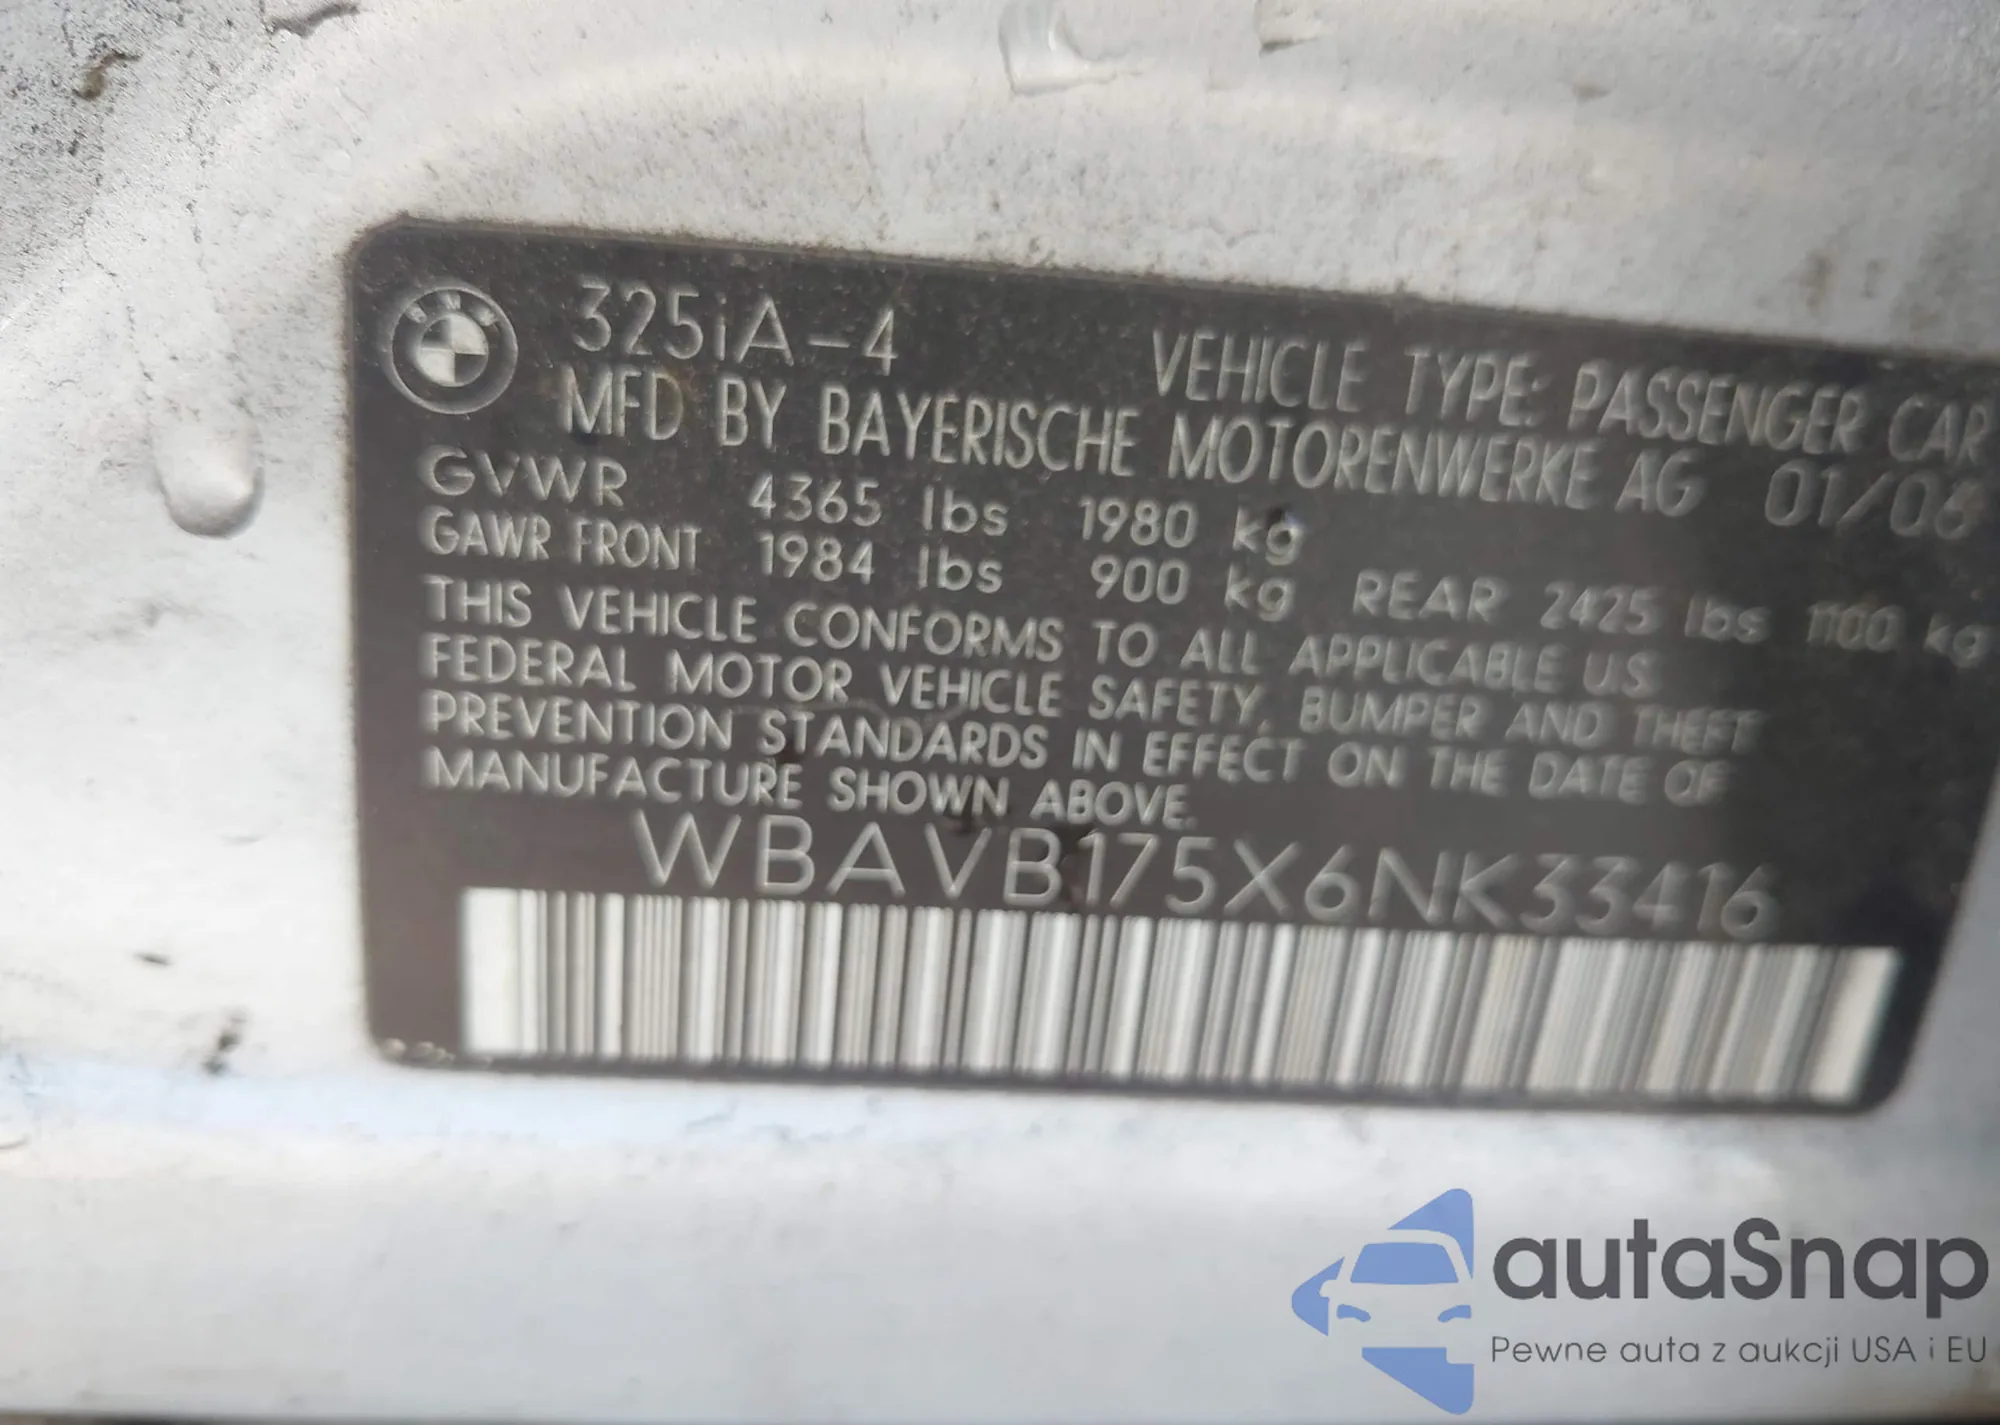 BMW
325iA-4
VEHICLE TYPE: PASSENGER CAR
MFD BY BAYERISCHE MOTORENWERKE AG 01/06
GVWR 4365 lbs 1980 kg
GAWR FRONT 1984 lbs 900 kg REAR 2425 lbs 1100 kg
THIS VEHICLE CONFORMS TO ALL APPLICABLE U.S.
FEDERAL MOTOR VEHICLE SAFETY, BUMPER AND THEFT
PREVENTION STANDARDS IN EFFECT ON THE DATE OF
MANUFACTURE SHOWN ABOVE.
WBAVB175X6NK33416
autaSnap
Pewne auta z aukcji USA i EU